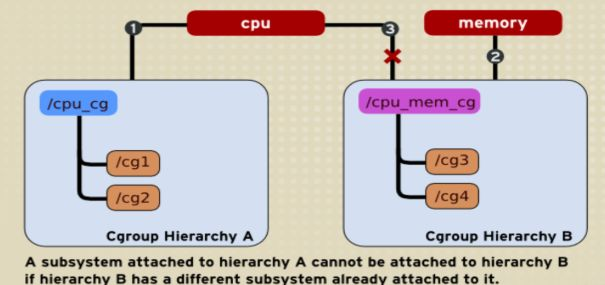 cpu
memory
1
3
2
/cpu_cg
/cpu_mem_cg
/cg1
/cg3
/cg2
/cg4
Cgroup Hierarchy A
Cgroup Hierarchy B
A subsystem attached to hierarchy A cannot be attached to hierarchy B
if hierarchy B has a different subsystem already attached to it.